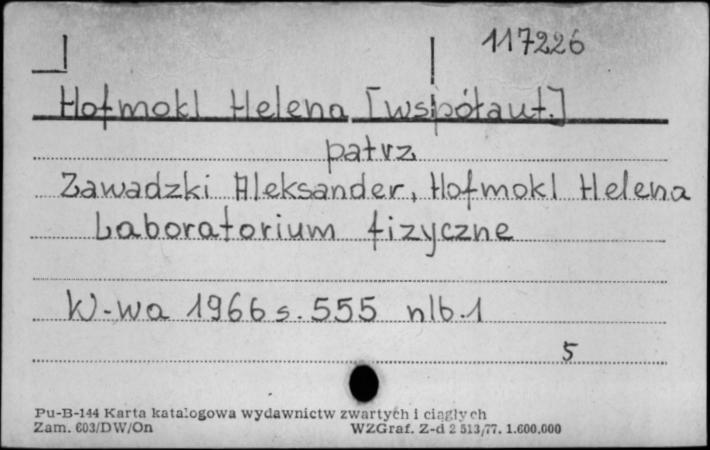 117226
Hofmokl Helena [współaut.]
patrz
Zawadzki Aleksander, Hofmokl Helena
Laboratorium fizyczne
W-wa 1966 s. 555 nlb. 1
5
Pu-B-144 Karta katalogowa wydawnictw zwartych i ciągłych
Zam. 603/DW/On WZGraf. Z-d 2 513/77. 1.600.000